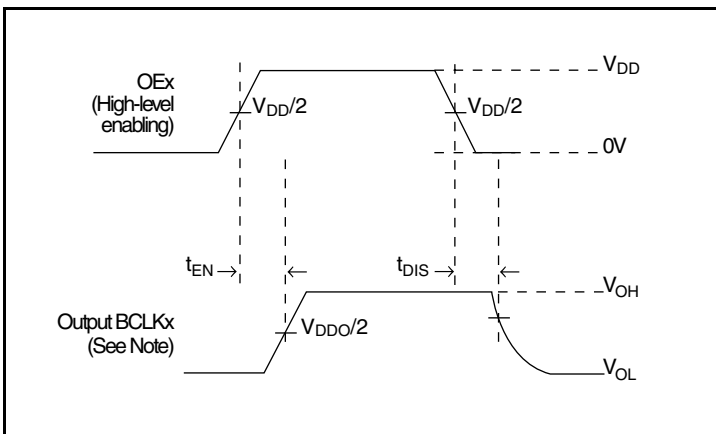 V_DD
OEx
(High-level
enabling)
V_DD/2
V_DD/2
0V
t_EN
t_DIS
V_OH
Output BCLKx
(See Note)
V_DDO/2
V_OL